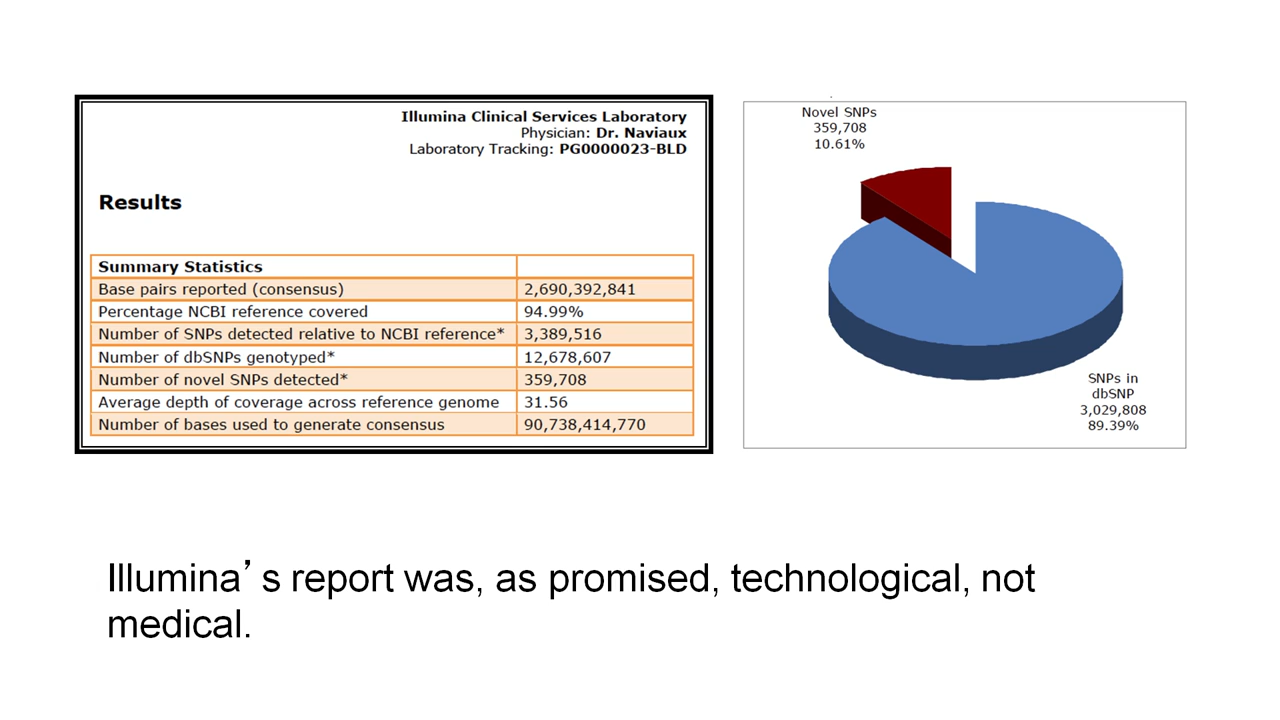 Illumina Clinical Services Laboratory
Physician: Dr. Naviaux
Laboratory Tracking: PG0000023-BLD
Results
Summary Statistics
Base pairs reported (consensus) 2,690,392,841
Percentage NCBI reference covered 94.99%
Number of SNPs detected relative to NCBI reference* 3,389,516
Number of dbSNPs genotyped* 12,678,607
Number of novel SNPs detected* 359,708
Average depth of coverage across reference genome 31.56
Number of bases used to generate consensus 90,738,414,770
Novel SNPs
359,708
10.61%
SNPs in
dbSNP
3,029,808
89.39%
Illumina’s report was, as promised, technological, not
medical.